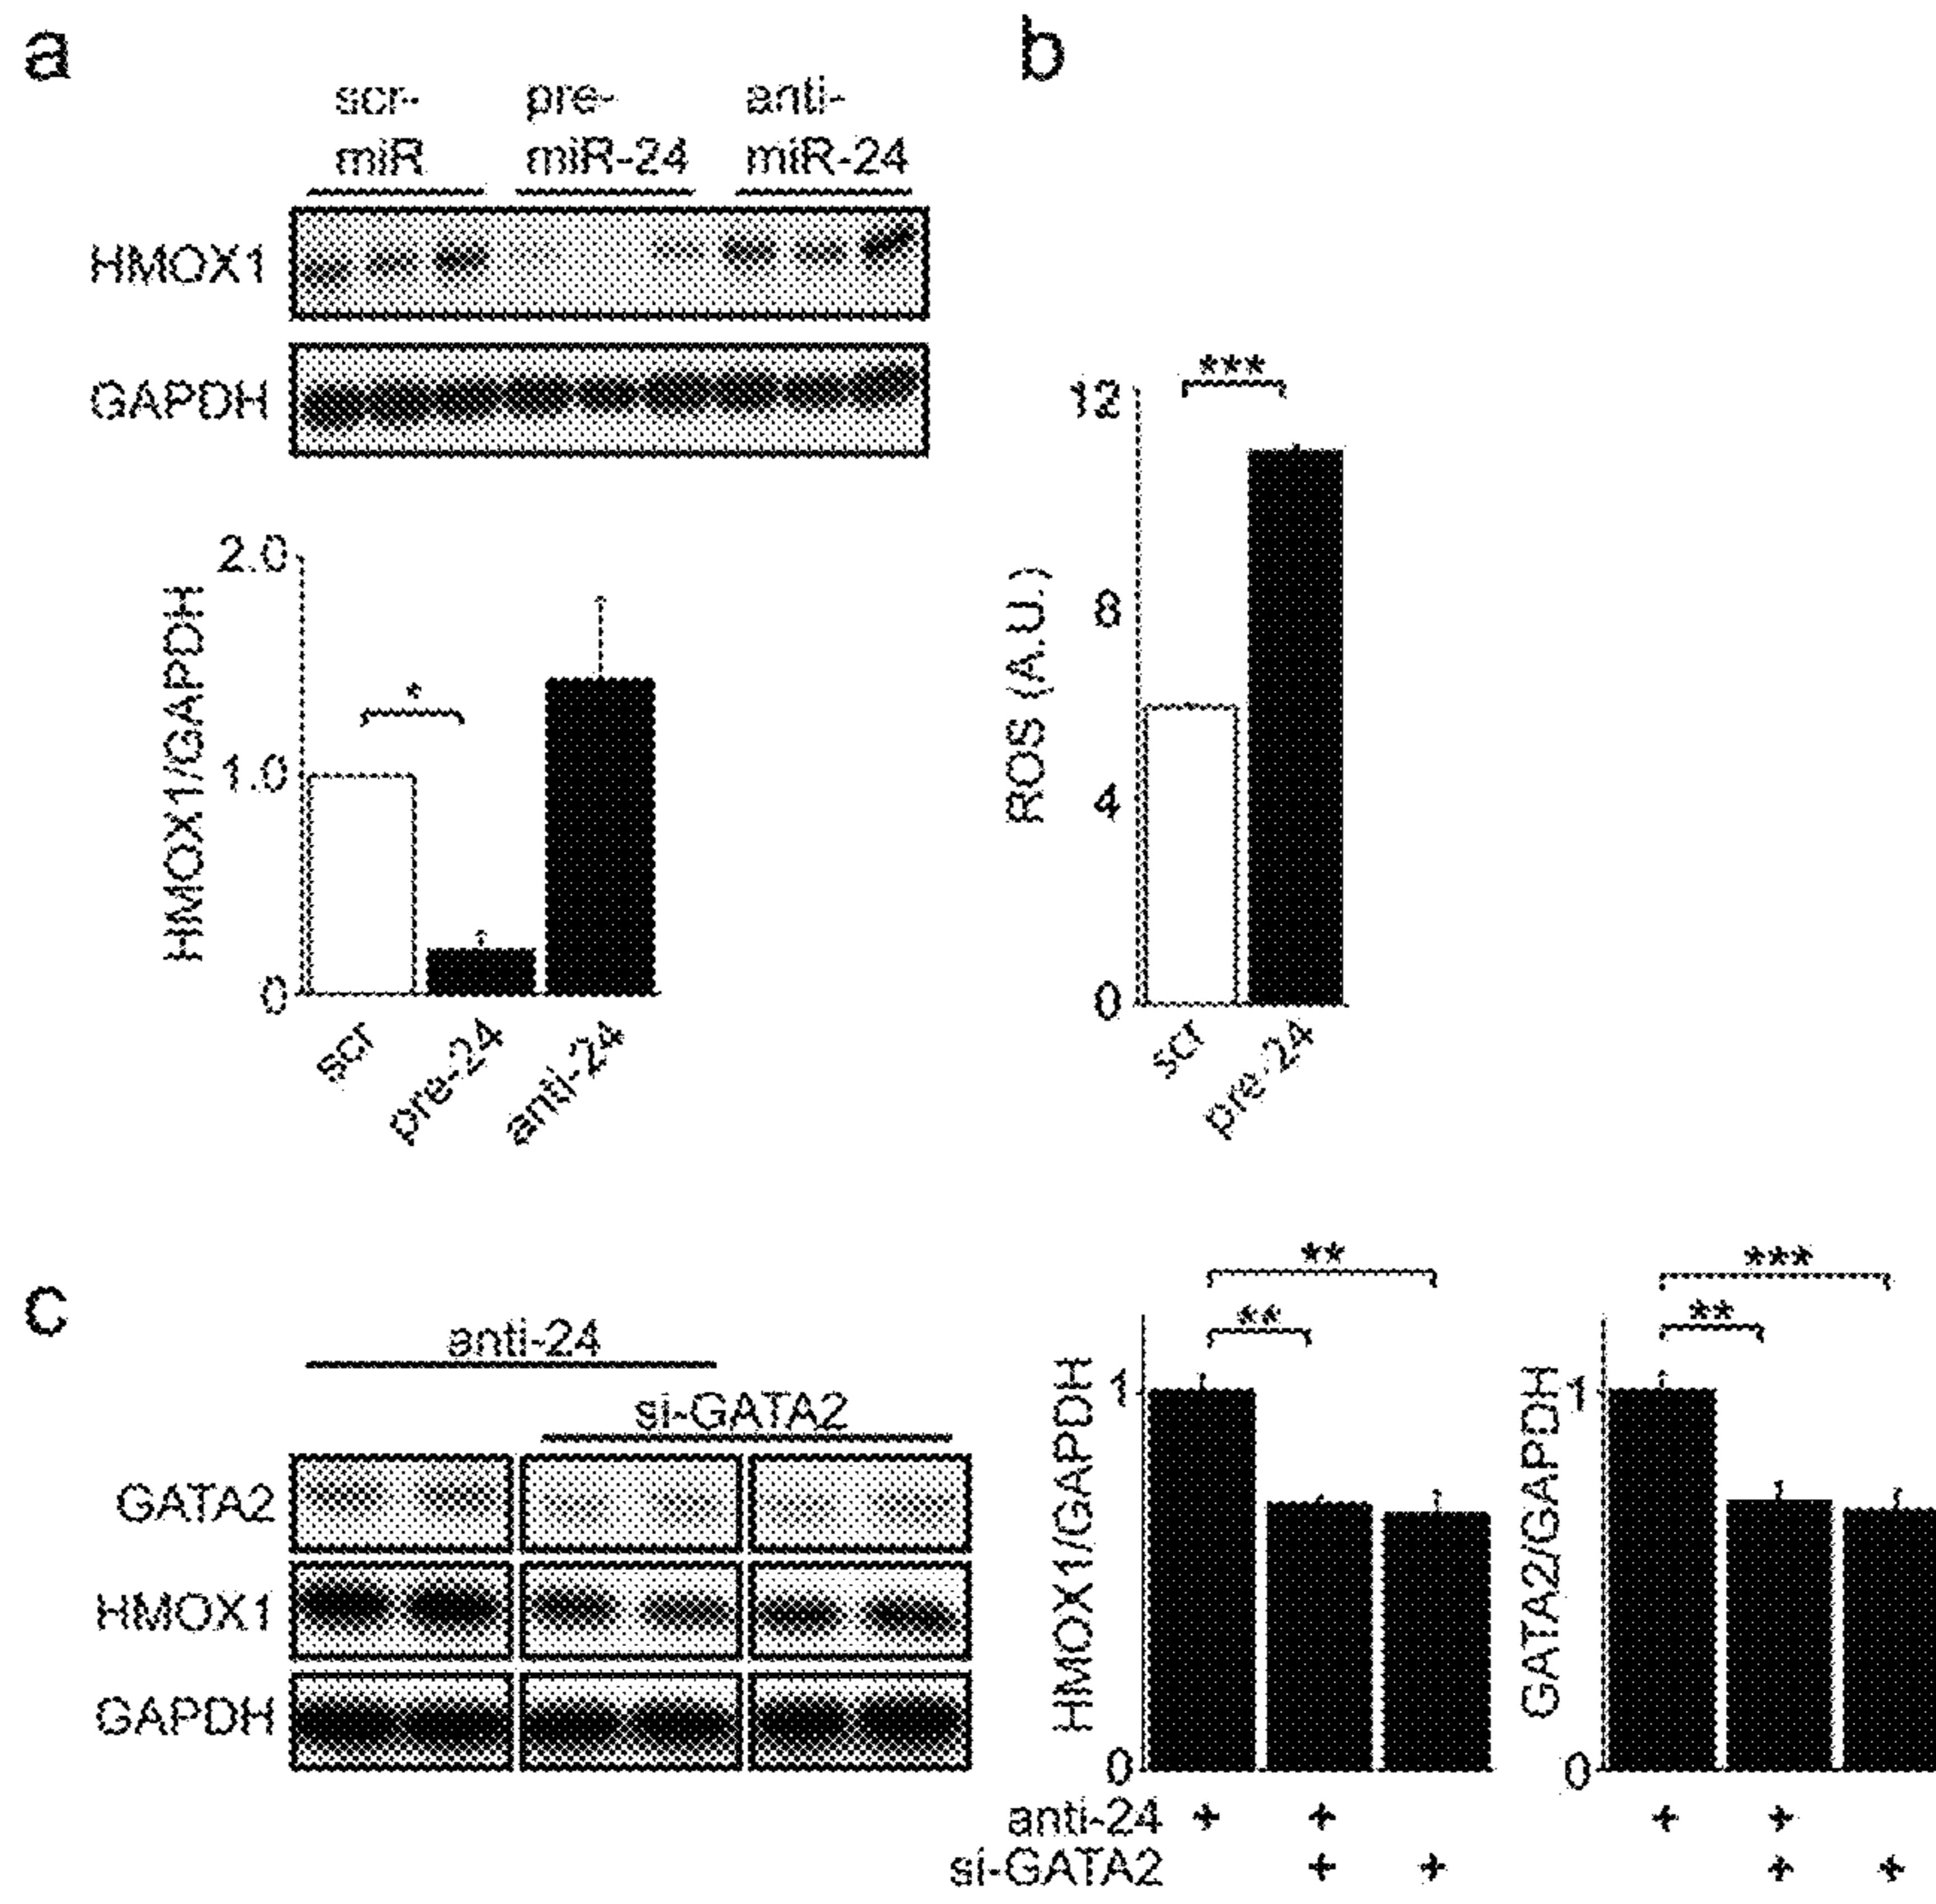 a
scr-
miR
pre-
miR-24
anti-
miR-24
HMOX1
GAPDH
HMOX1/GAPDH
2.0
1.0
0
*
scr
pre-24
anti-24
b
ROS (A.U.)
12
8
4
0
***
scr
pre-24
c
anti-24
si-GATA2
GATA2
HMOX1
GAPDH
HMOX1/GAPDH
1
0
**
**
GATA2/GAPDH
1
0
***
**
anti-24 + + + +
si-GATA2 + + + +